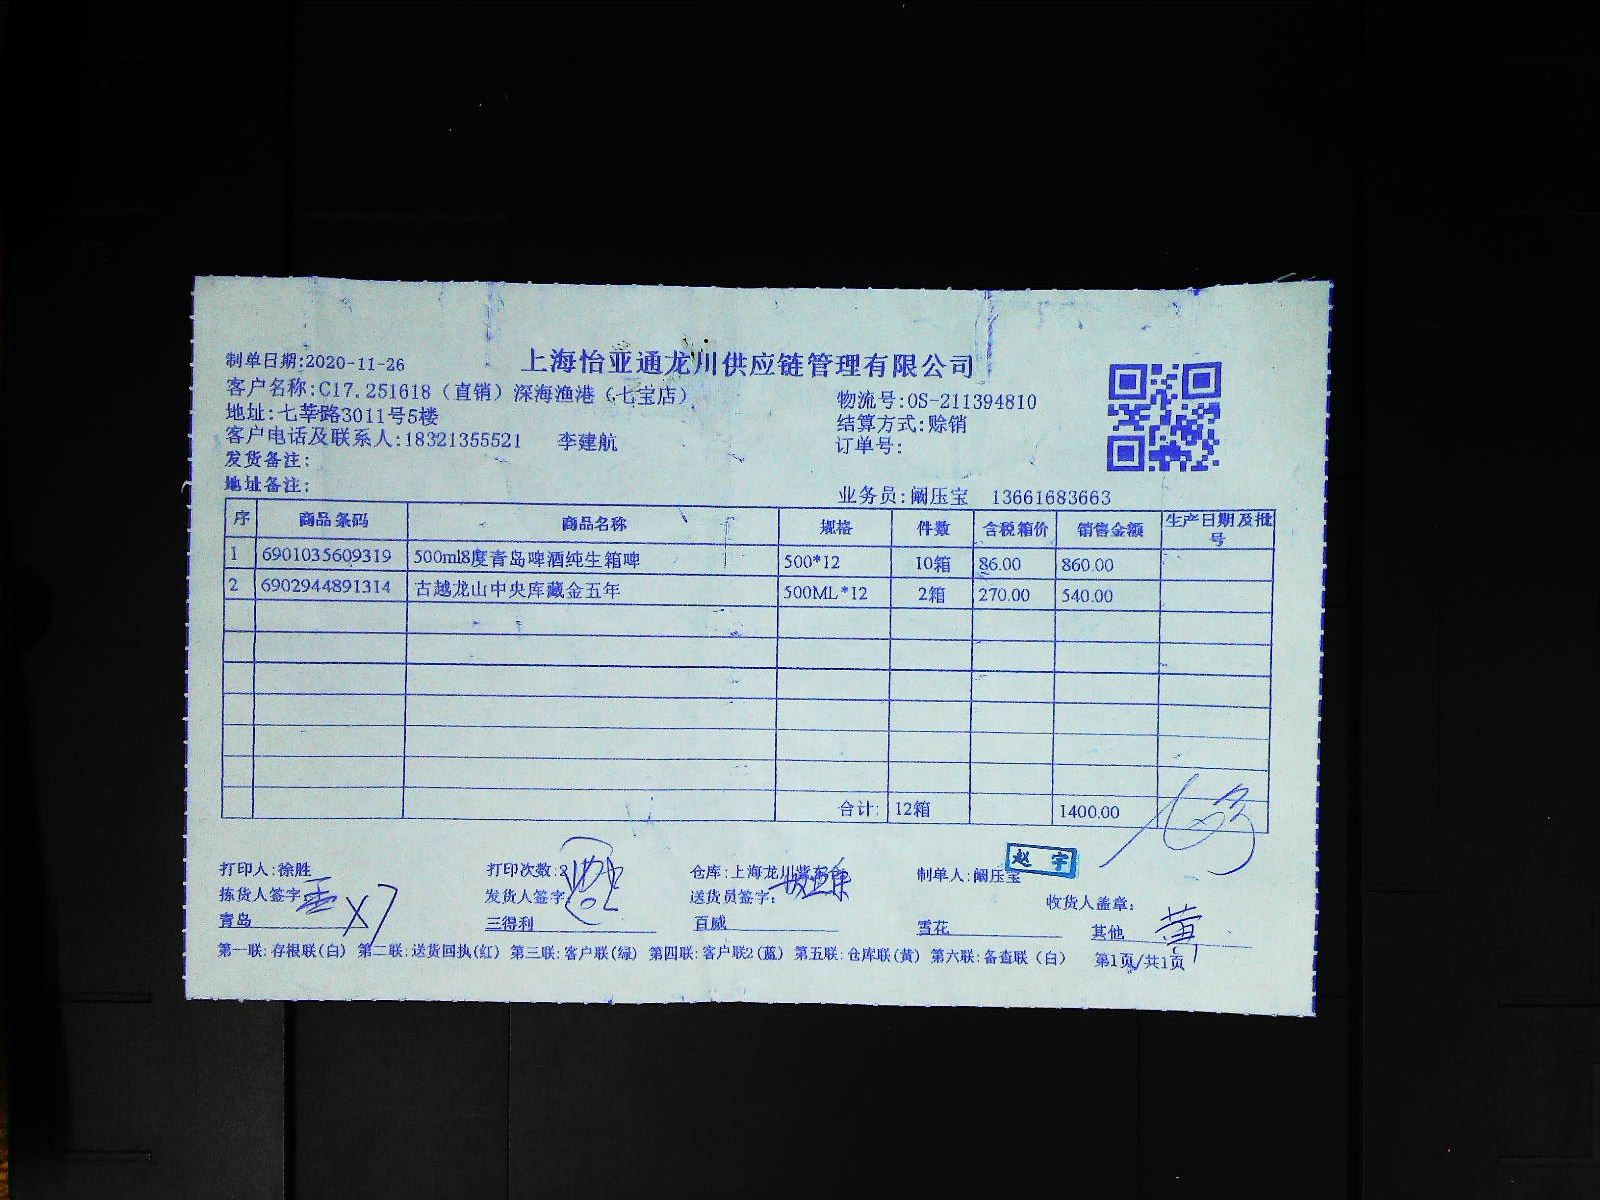 上海怡亚通龙川供应链管理有限公司
制单日期:2020-11-26
客户名称:C17.251618（直销）深海渔港（七宝店） 物流号:OS-211394810
地址:七莘路3011号5楼 结算方式:赊销
客户电话及联系人:18321355521 李建航 订单号:
发货备注:
地址备注: 业务员:阚压宝 13661683663
序 商品条码 商品名称 规格 件数 含税箱价 销售金额 生产日期及批号
1 6901035609319 500ml8度青岛啤酒纯生箱啤 500*12 10箱 86.00 860.00
2 6902944891314 古越龙山中央库藏金五年 500ML*12 2箱 270.00 540.00
合计: 12箱 1400.00
打印人:徐胜 打印次数:2 仓库:上海龙川 制单人:阚压宝 赵宇
拣货人签字: 发货人签字: 送货员签字: 收货人盖章:
青岛 三得利 百威 雪花 其他 黄
第一联:存根联(白) 第二联:送货回执(红) 第三联:客户联(绿) 第四联:客户联2(蓝) 第五联:仓库联(黄) 第六联:备查联（白） 第1页/共1页